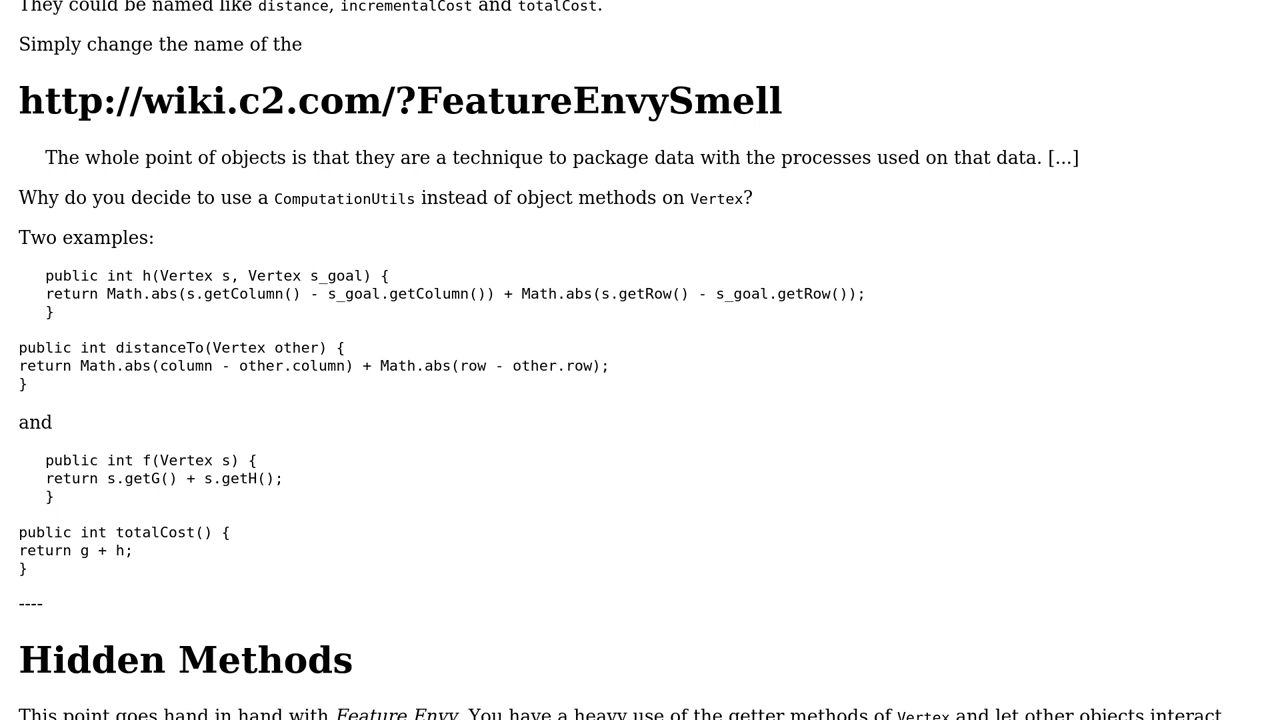 They could be named like distance, incrementalCost and totalCost.
Simply change the name of the
http://wiki.c2.com/?FeatureEnvySmell
The whole point of objects is that they are a technique to package data with the processes used on that data. [...]
Why do you decide to use a ComputationUtils instead of object methods on Vertex?
Two examples:
public int h(Vertex s, Vertex s_goal) {
return Math.abs(s.getColumn() - s_goal.getColumn()) + Math.abs(s.getRow() - s_goal.getRow());
}
public int distanceTo(Vertex other) {
return Math.abs(column - other.column) + Math.abs(row - other.row);
}
and
public int f(Vertex s) {
return s.getG() + s.getH();
}
public int totalCost() {
return g + h;
}
----
Hidden Methods
This point goes hand in hand with Feature Envy. You have a heavy use of the getter methods of Vertex and let other objects interact